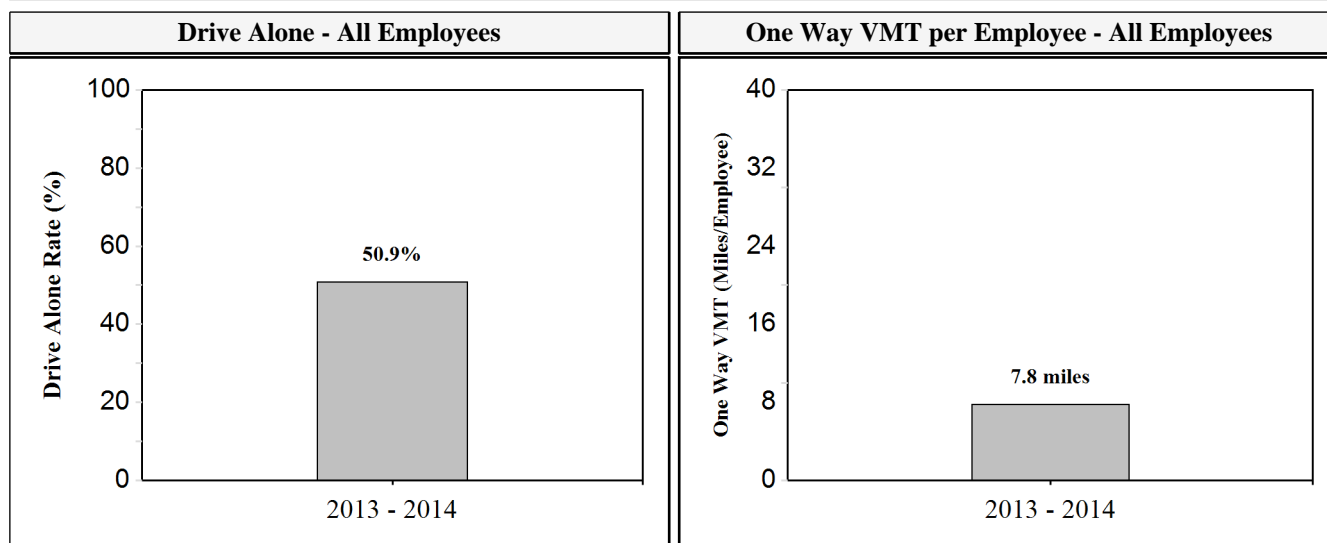 Drive Alone - All Employees
One Way VMT per Employee - All Employees
Drive Alone Rate (%)
100
80
60
40
20
0
50.9%
2013 - 2014
One Way VMT (Miles/Employee)
40
32
24
16
8
0
7.8 miles
2013 - 2014